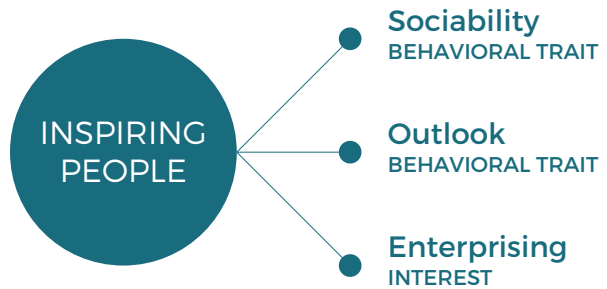 INSPIRING
PEOPLE
Sociability
BEHAVIORAL TRAIT
Outlook
BEHAVIORAL TRAIT
Enterprising
INTEREST